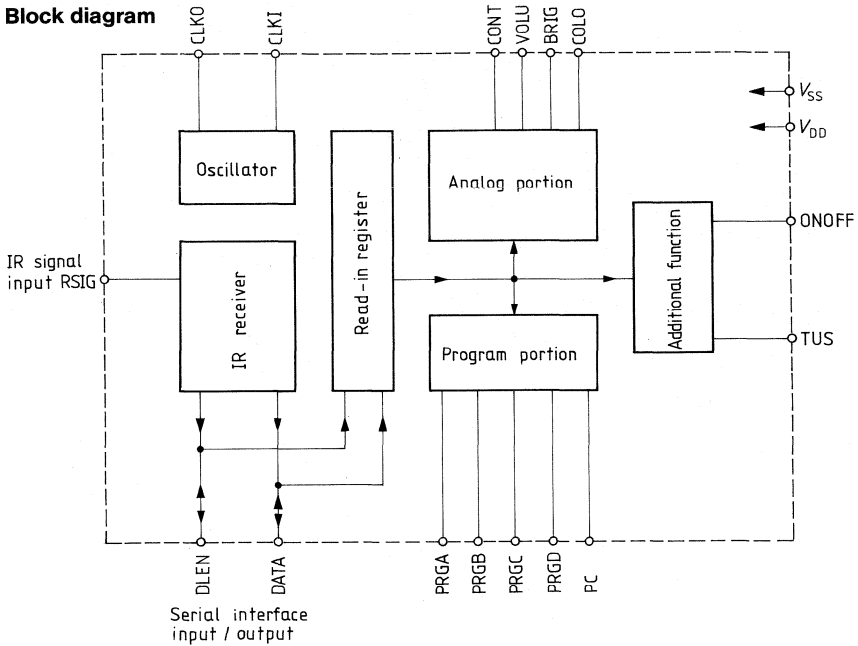 Block diagram
CLKO
CLKI
CONT
VOLU
BRIG
COLO
VSS
VDD
Oscillator
Read-in register
Analog portion
Additional function
ONOFF
IR signal
input RSIG
IR receiver
Program portion
TUS
DLEN
DATA
PRGA
PRGB
PRGC
PRGD
PC
Serial interface
input / output